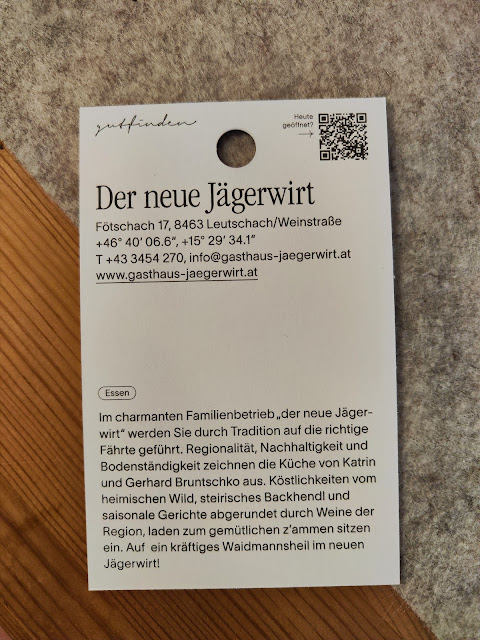 gutfinden
Heute
geöffnet?
→
Der neue Jägerwirt
Fötschach 17, 8463 Leutschach/Weinstraße
+46° 40‘ 06.6“, +15° 29‘ 34.1“
T +43 3454 270, info@gasthaus-jaegerwirt.at
www.gasthaus-jaegerwirt.at
Essen
Im charmanten Familienbetrieb „der neue Jäger-
wirt“ werden Sie durch Tradition auf die richtige
Fährte geführt. Regionalität, Nachhaltigkeit und
Bodenständigkeit zeichnen die Küche von Katrin
und Gerhard Bruntschko aus. Köstlichkeiten vom
heimischen Wild, steirisches Backhendl und
saisonale Gerichte abgerundet durch Weine der
Region, laden zum gemütlichen z’ammen sitzen
ein. Auf ein kräftiges Waidmannsheil im neuen
Jägerwirt!